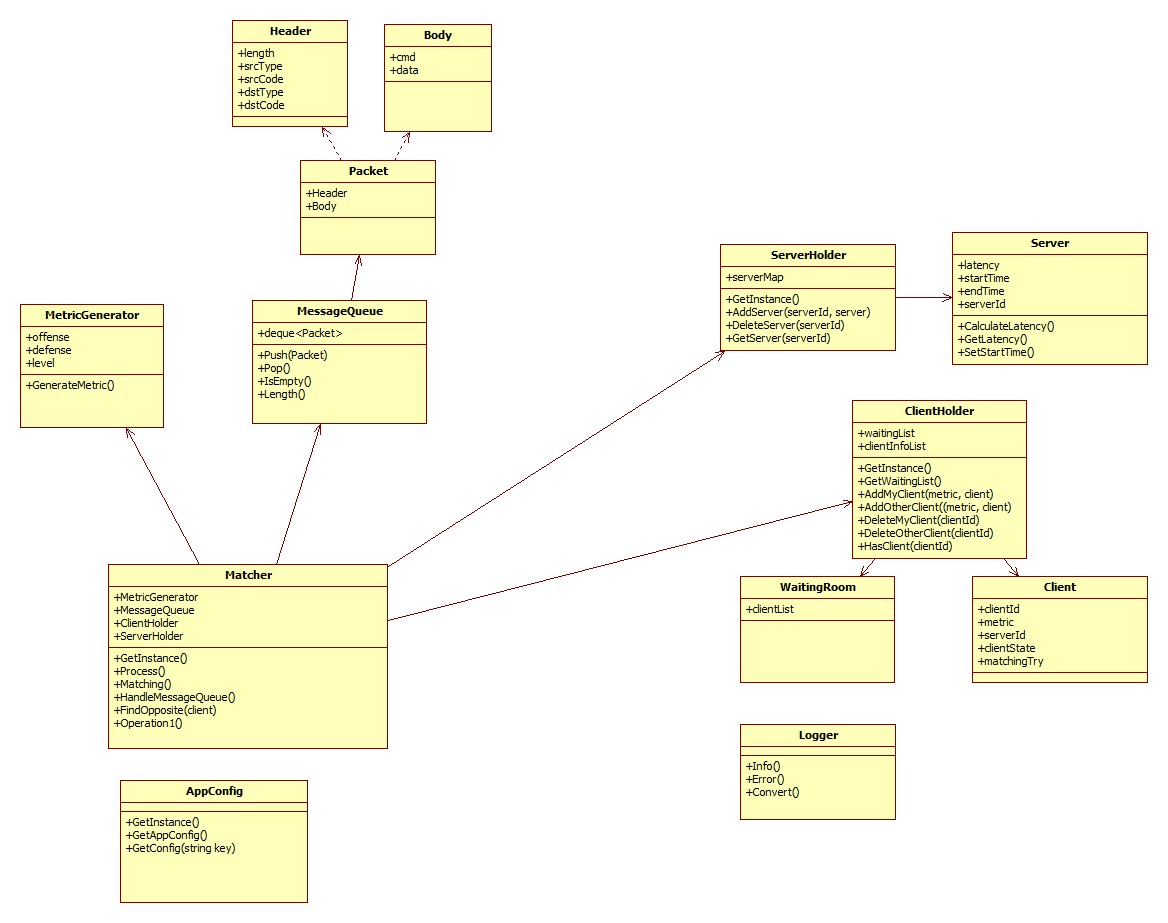 Header
+length
+srcType
+srcCode
+dstType
+dstCode
Body
+cmd
+data
Packet
+Header
+Body
ServerHolder
+serverMap
+GetInstance()
+AddServer(serverId, server)
+DeleteServer(serverId)
+GetServer(serverId)
Server
+latency
+startTime
+endTime
+serverId
+CalculateLatency()
+GetLatency()
+SetStartTime()
MetricGenerator
+offense
+defense
+level
+GenerateMetric()
MessageQueue
+deque<Packet>
+Push(Packet)
+Pop()
+IsEmpty()
+Length()
ClientHolder
+waitingList
+clientInfoList
+GetInstance()
+GetWaitingList()
+AddMyClient(metric, client)
+AddOtherClient((metric, client)
+DeleteMyClient(clientId)
+DeleteOtherClient(clientId)
+HasClient(clientId)
Matcher
+MetricGenerator
+MessageQueue
+ClientHolder
+ServerHolder
+GetInstance()
+Process()
+Matching()
+HandleMessageQueue()
+FindOpposite(client)
+Operation1()
WaitingRoom
+clientList
Client
+clientId
+metric
+serverId
+clientState
+matchingTry
Logger
+Info()
+Error()
+Convert()
AppConfig
+GetInstance()
+GetAppConfig()
+GetConfig(string key)